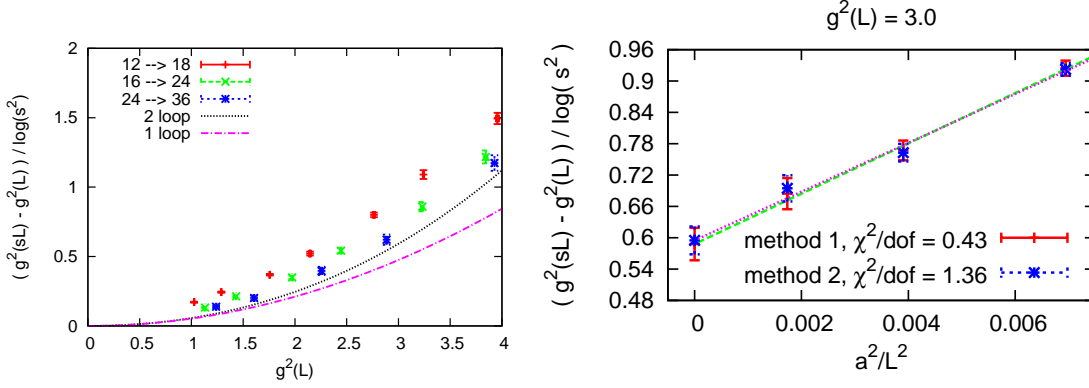 ( g²(sL) - g²(L) ) / log(s²)
2
1.5
1
0.5
0
12 --> 18
16 --> 24
24 --> 36
2 loop
1 loop
0 0.5 1 1.5 2 2.5 3 3.5 4
g²(L)
g²(L) = 3.0
( g²(sL) - g²(L) ) / log( s² )
0.96
0.9
0.84
0.78
0.72
0.66
0.6
0.54
0.48
method 1, χ²/dof = 0.43
method 2, χ²/dof = 1.36
0 0.002 0.004 0.006
a²/L²